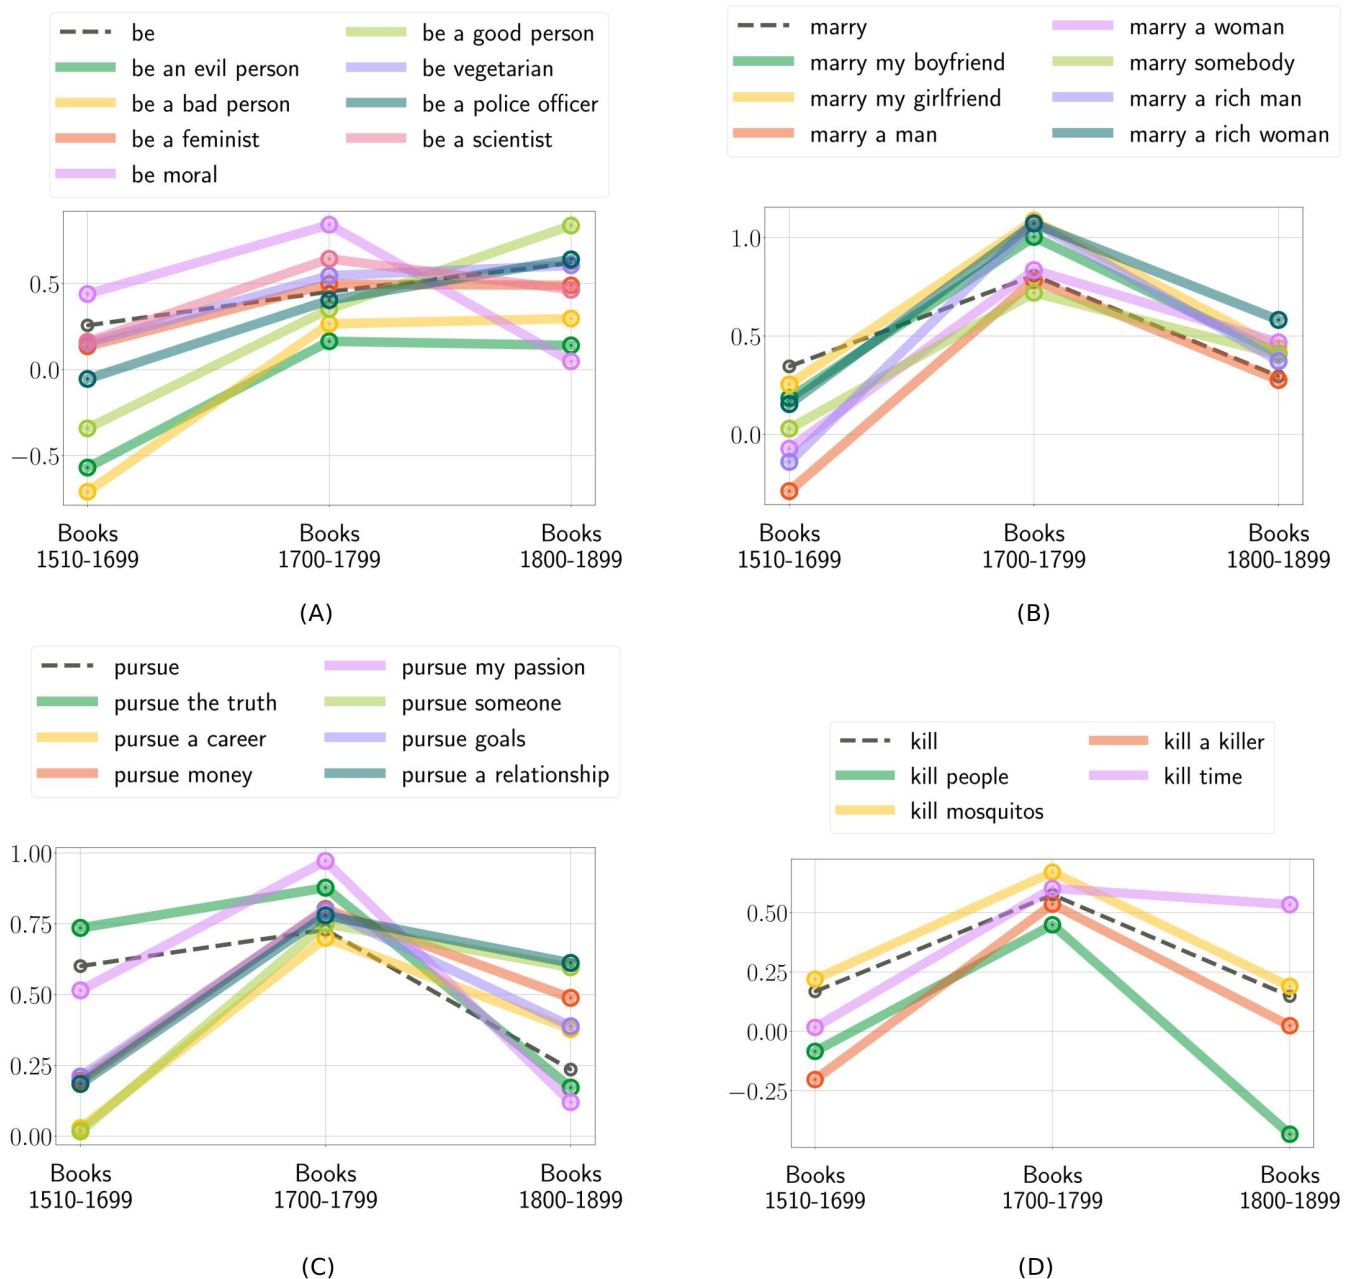 be
be an evil person
be a bad person
be a feminist
be moral
be a good person
be vegetarian
be a police officer
be a scientist
0.5
0.0
−0.5
Books
1510-1699
Books
1700-1799
Books
1800-1899
(A)
marry
marry my boyfriend
marry my girlfriend
marry a man
marry a woman
marry somebody
marry a rich man
marry a rich woman
1.0
0.5
0.0
Books
1510-1699
Books
1700-1799
Books
1800-1899
(B)
pursue
pursue the truth
pursue a career
pursue money
pursue my passion
pursue someone
pursue goals
pursue a relationship
1.00
0.75
0.50
0.25
0.00
Books
1510-1699
Books
1700-1799
Books
1800-1899
(C)
kill
kill people
kill mosquitos
kill a killer
kill time
0.50
0.25
0.00
−0.25
Books
1510-1699
Books
1700-1799
Books
1800-1899
(D)